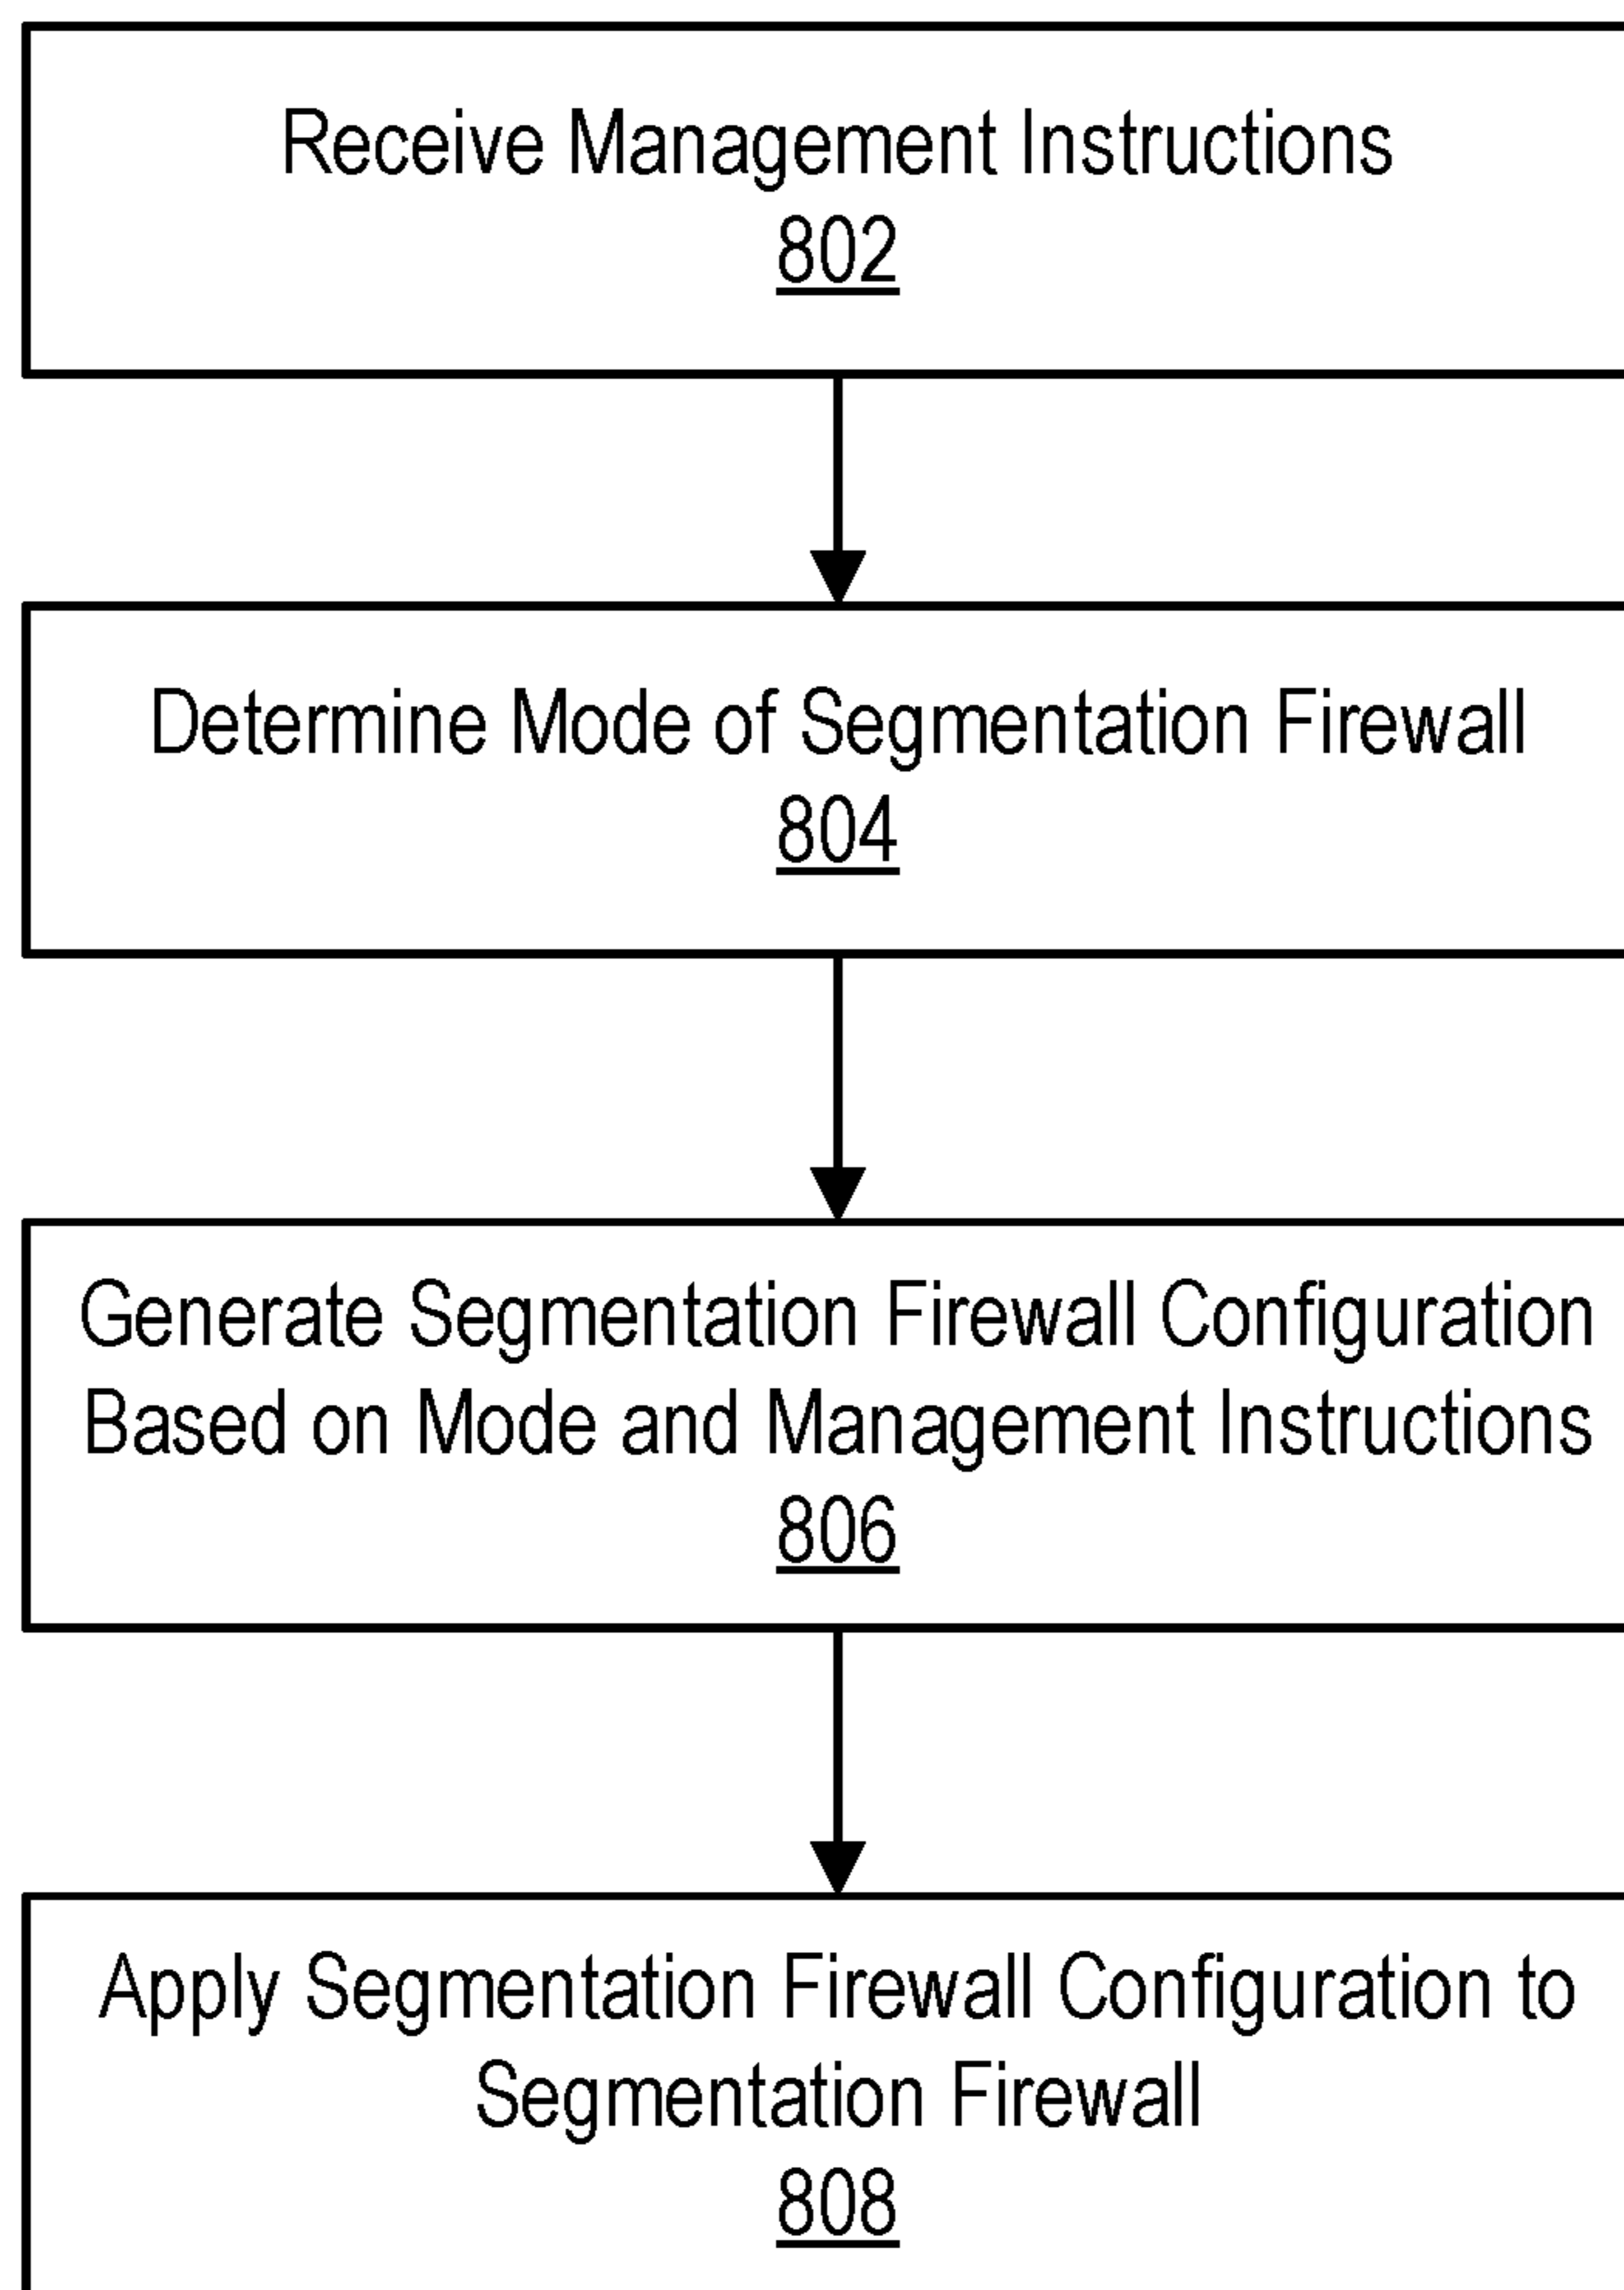 Receive Management Instructions
802
Determine Mode of Segmentation Firewall
804
Generate Segmentation Firewall Configuration
Based on Mode and Management Instructions
806
Apply Segmentation Firewall Configuration to
Segmentation Firewall
808